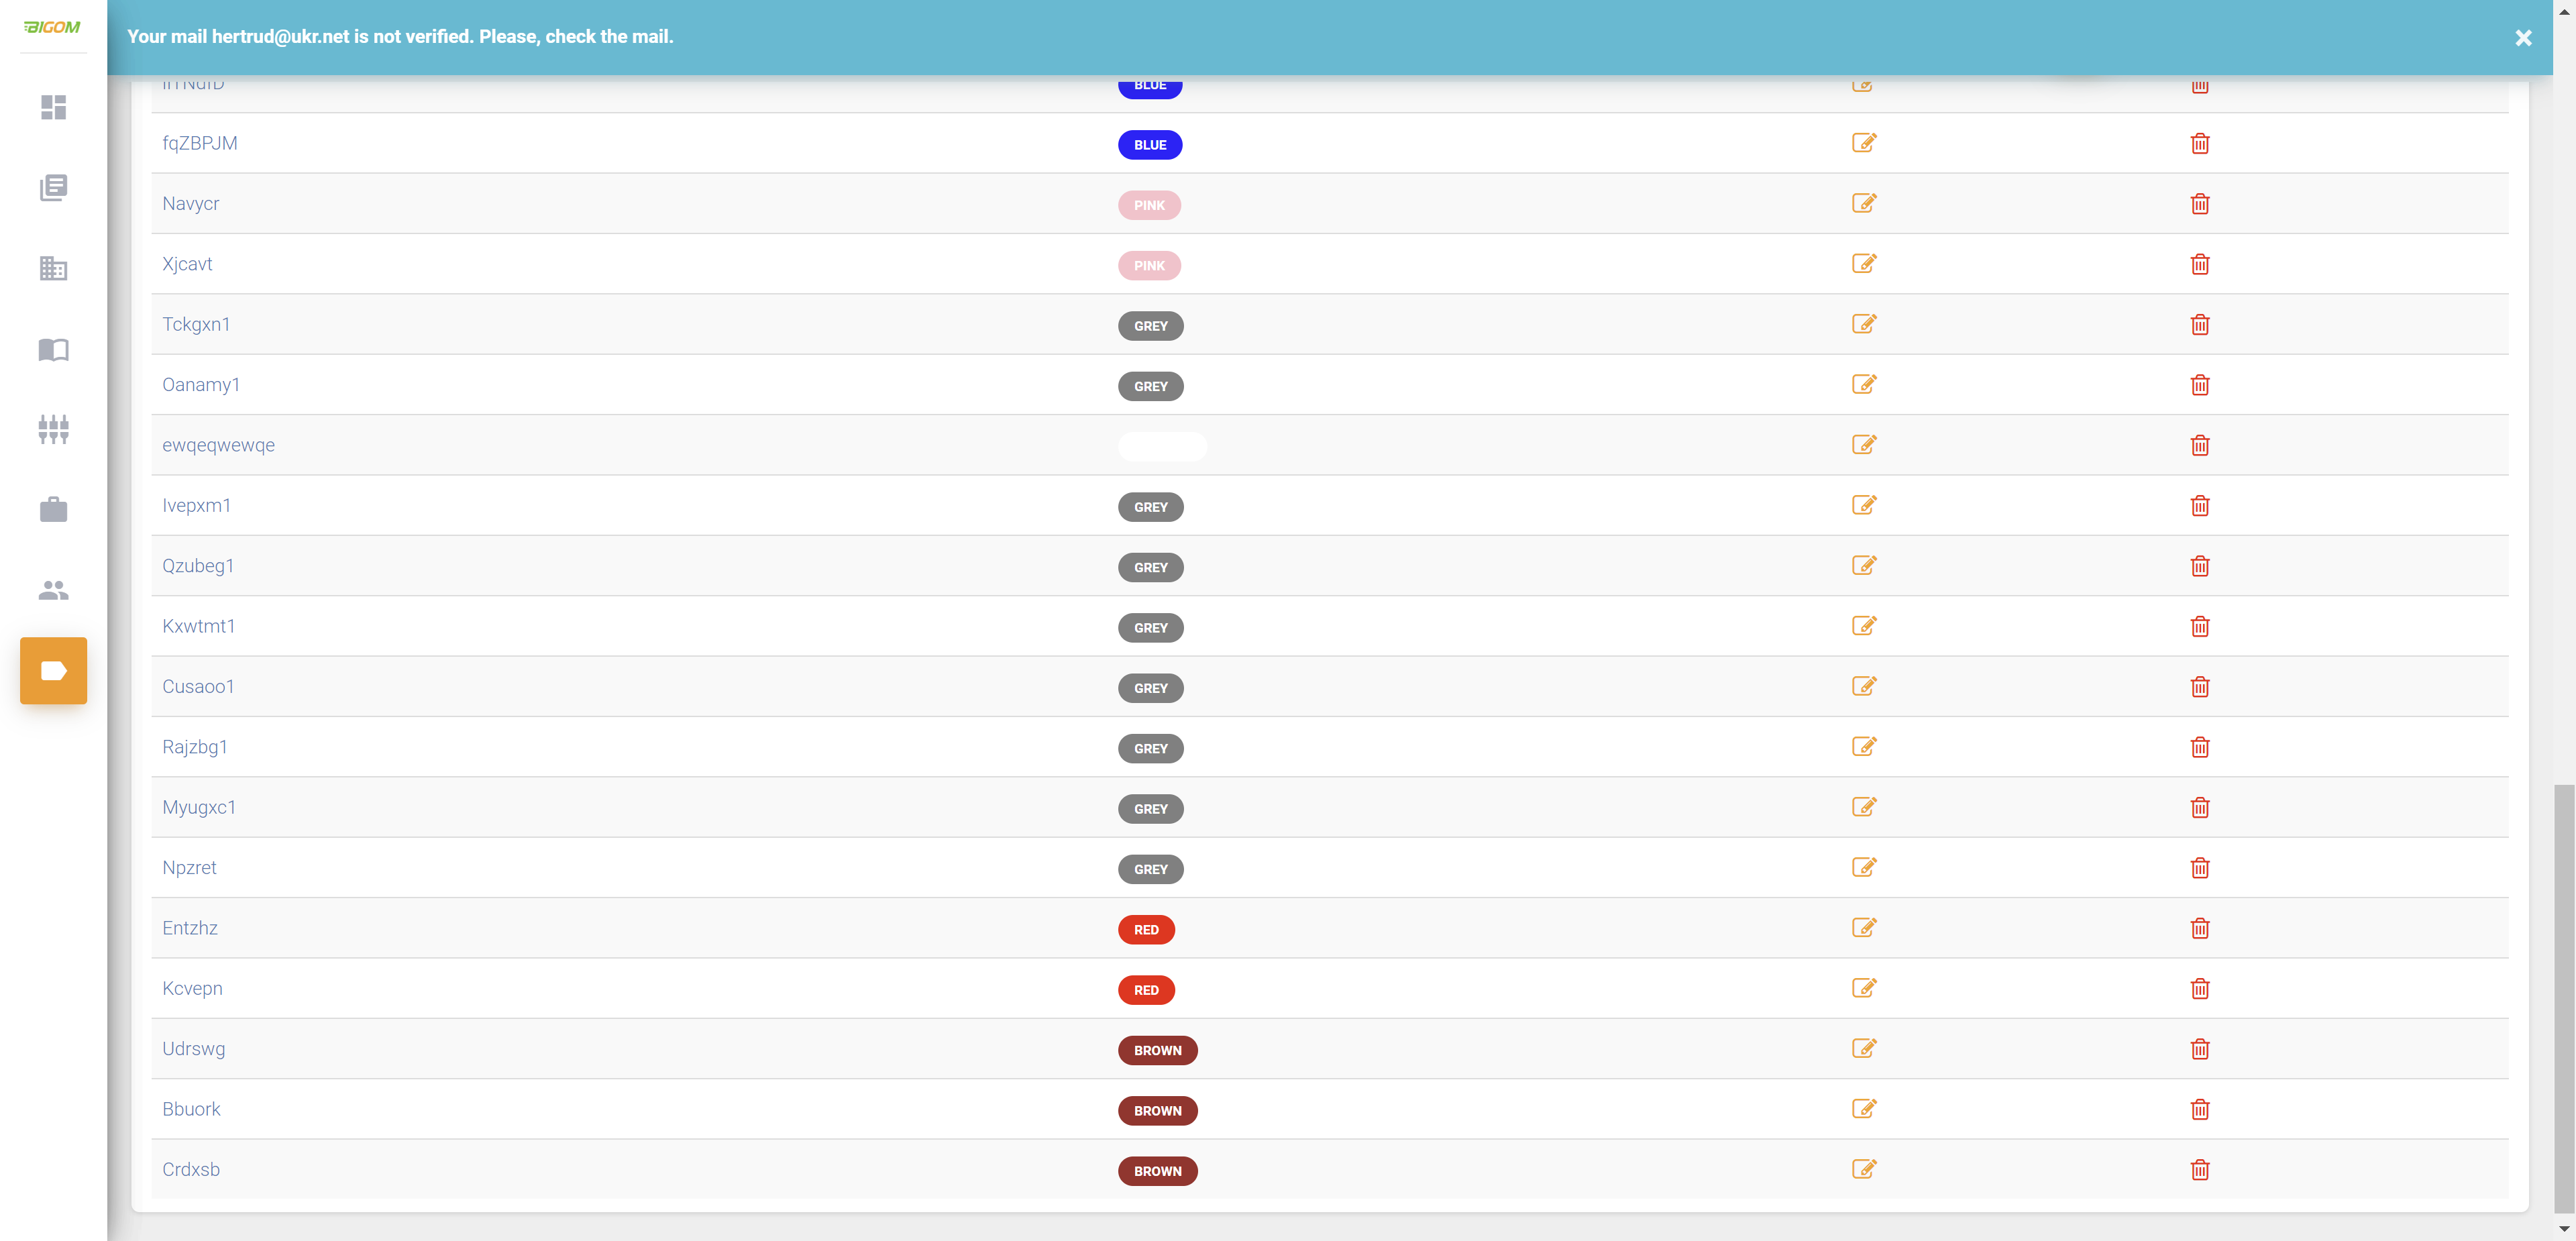 BIGOM
Your mail hertrud@ukr.net is not verified. Please, check the mail.
BLUE
fqZBPJM BLUE
Navycr PINK
Xjcavt PINK
Tckgxn1 GREY
Oanamy1 GREY
ewqeqwewqe
Ivepxm1 GREY
Qzubeg1 GREY
Kxwtmt1 GREY
Cusaoo1 GREY
Rajzbg1 GREY
Myugxc1 GREY
Npzret GREY
Entzhz RED
Kcvepn RED
Udrswg BROWN
Bbuork BROWN
Crdxsb BROWN